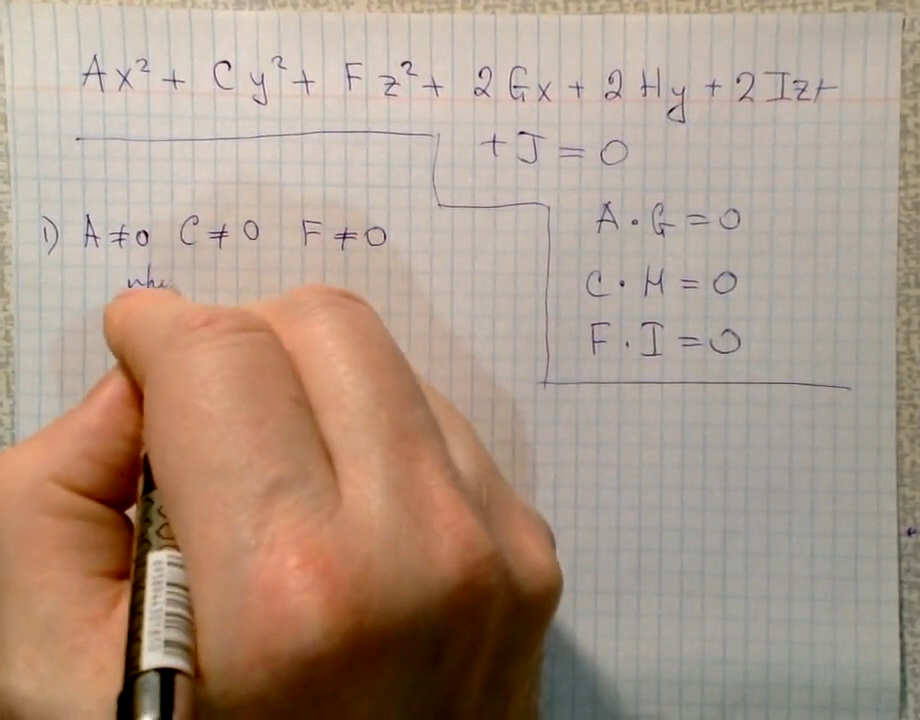 Ax² + Cy² + Fz² + 2Gx + 2Hy + 2Iz+
+ J = 0
A · G = 0
C · H = 0
F · I = 0
1) A ≠ 0 C ≠ 0 F ≠ 0